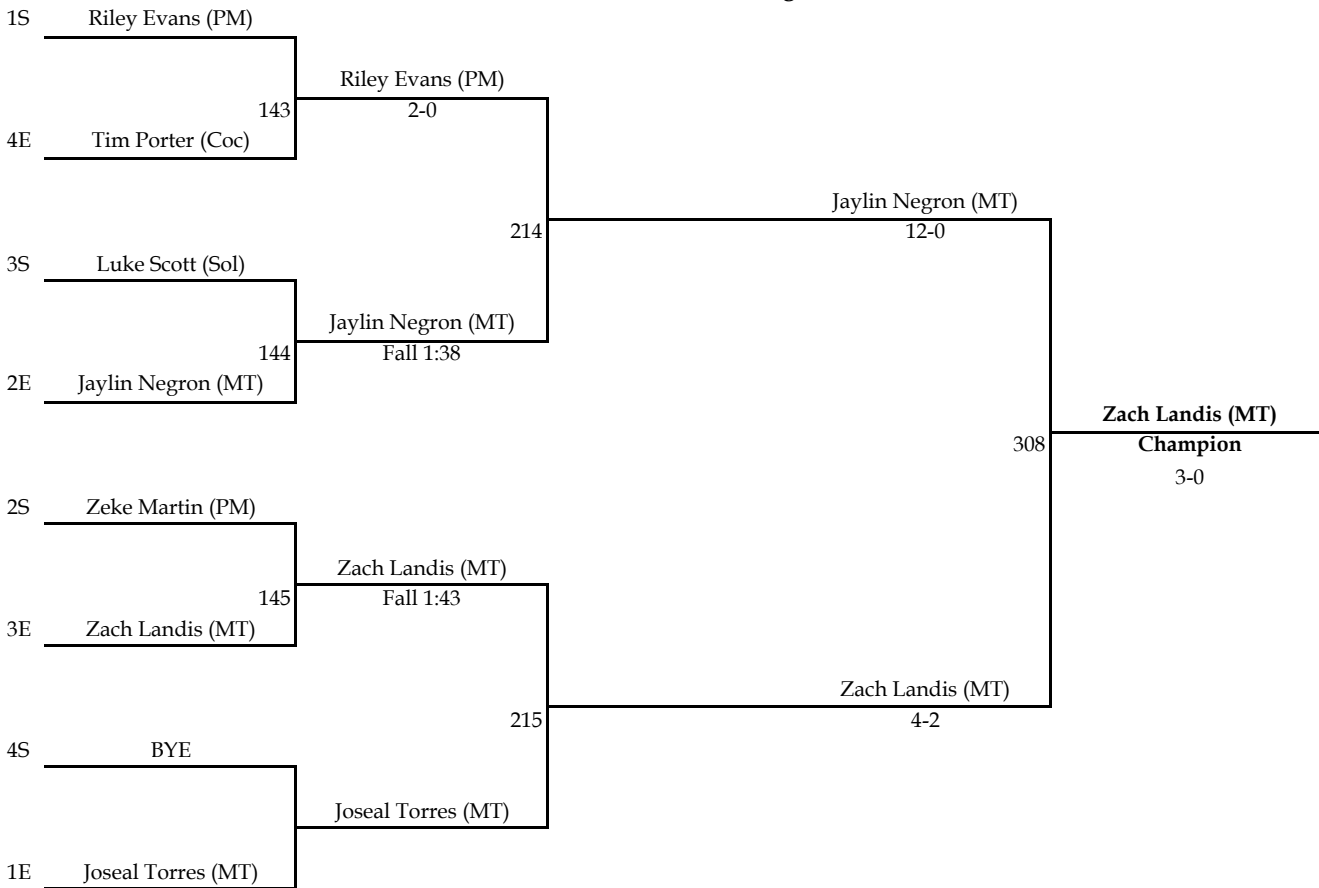 1S Riley Evans (PM)
Riley Evans (PM)
143 2-0
4E Tim Porter (Coc)
Jaylin Negron (MT)
214 12-0
3S Luke Scott (Sol)
Jaylin Negron (MT)
144 Fall 1:38
2E Jaylin Negron (MT)
Zach Landis (MT)
308 Champion
3-0
2S Zeke Martin (PM)
Zach Landis (MT)
145 Fall 1:43
3E Zach Landis (MT)
Zach Landis (MT)
215 4-2
4S BYE
Joseal Torres (MT)
1E Joseal Torres (MT)